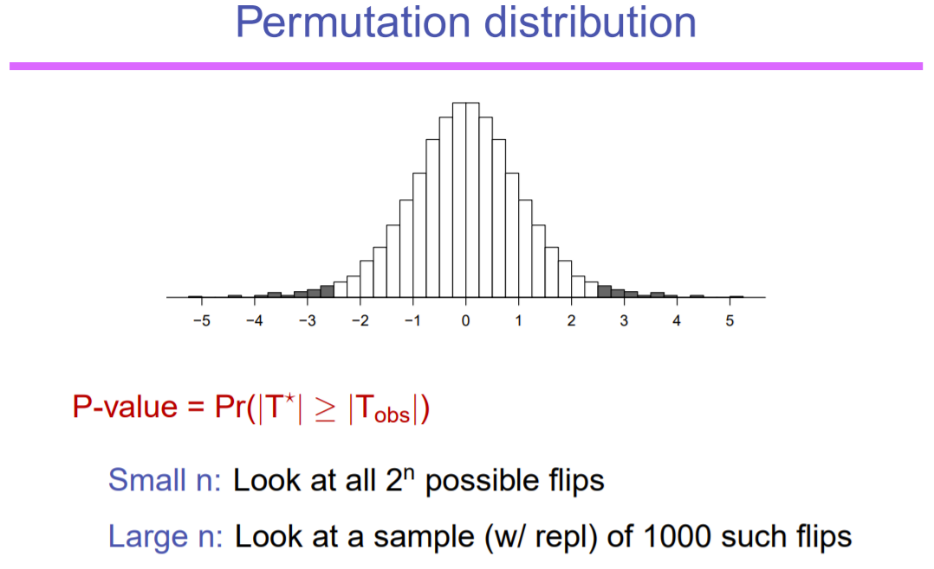 Permutation distribution
−5 −4 −3 −2 −1 0 1 2 3 4 5
P-value = Pr(|T⋆| ≥ |Tobs|)
Small n: Look at all 2ⁿ possible flips
Large n: Look at a sample (w/ repl) of 1000 such flips